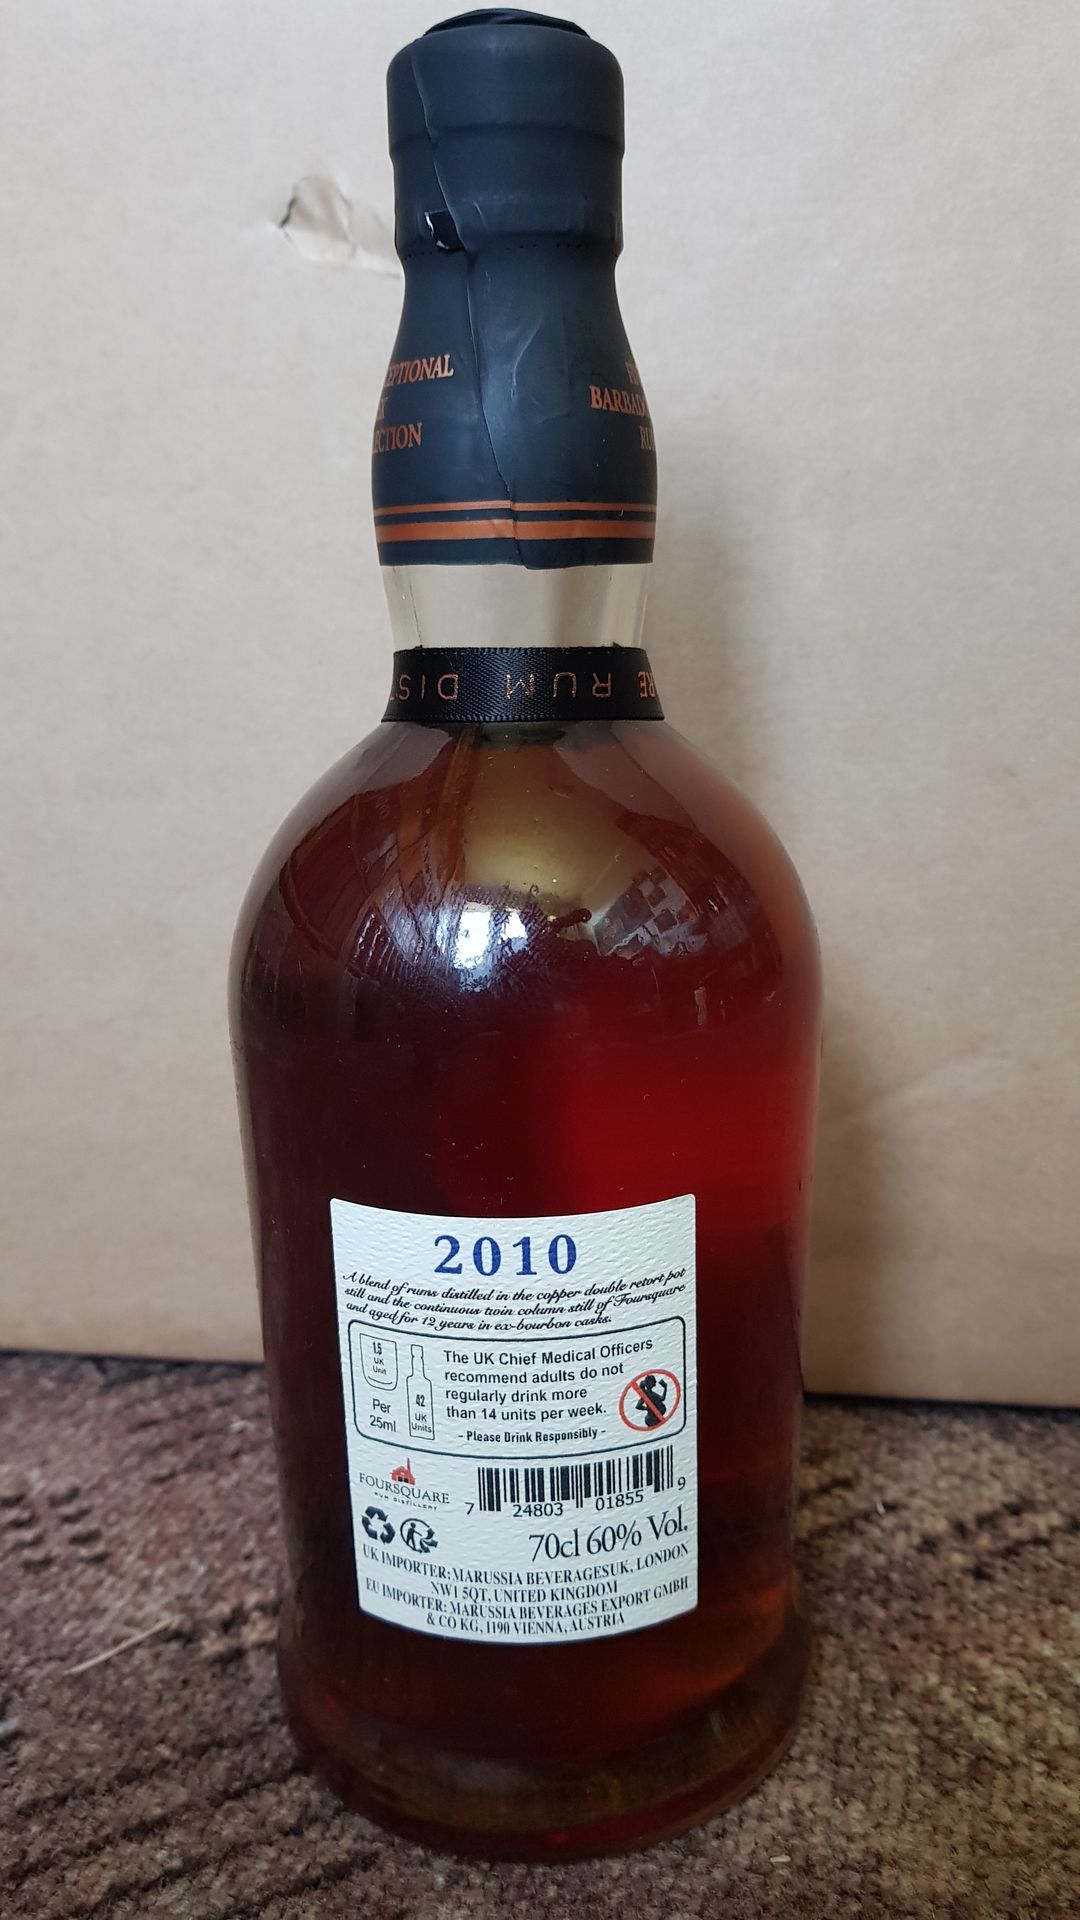 2010
A blend of rums distilled in the copper double retort pot
still and the continuous twin column still of Foursquare
and aged for 12 years in ex-bourbon casks.
1.5
UK
Unit
Per
25ml
42
UK
Units
The UK Chief Medical Officers
recommend adults do not
regularly drink more
than 14 units per week.
- Please Drink Responsibly -
FOURSQUARE
RUM DISTILLERY
7 24803 01855 9
70cl 60% Vol.
UK IMPORTER: MARUSSIA BEVERAGESUK, LONDON
NW1 5QT, UNITED KINGDOM
EU IMPORTER: MARUSSIA BEVERAGES EXPORT GMBH
& CO KG, 1190 VIENNA, AUSTRIA
RUM